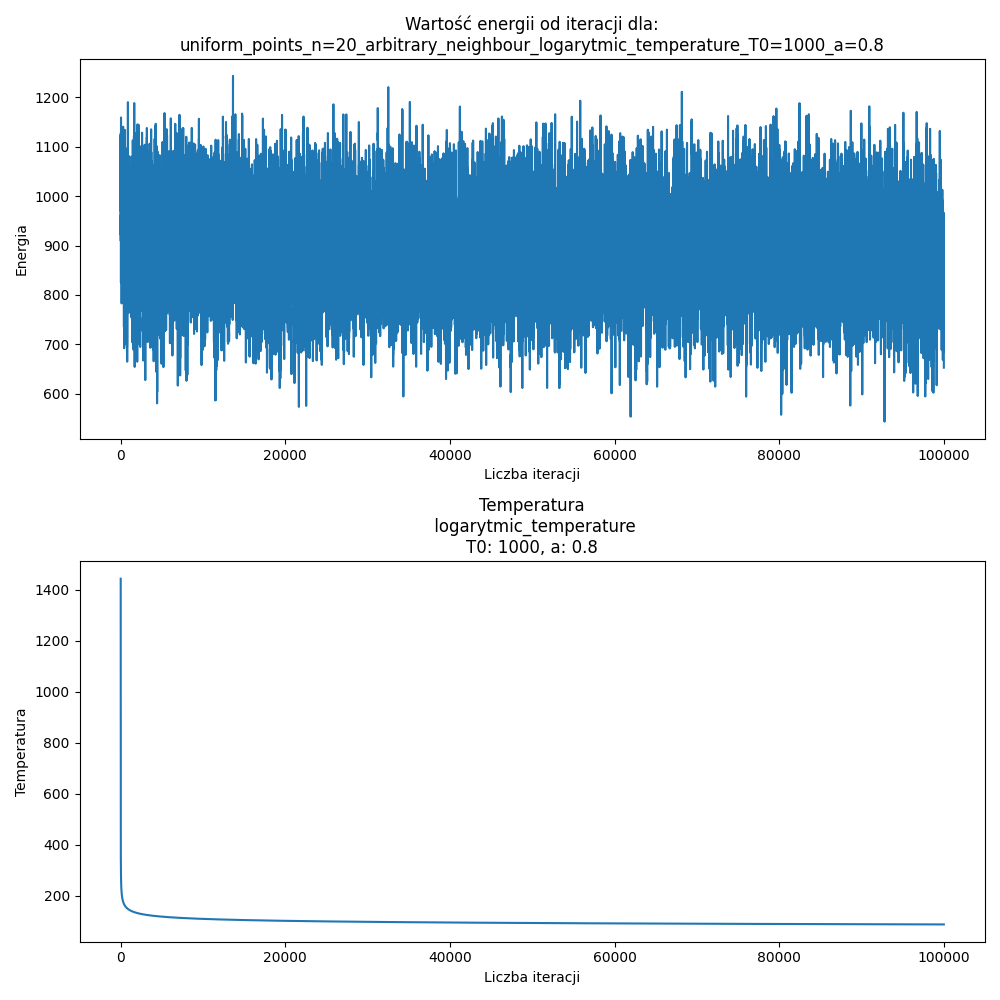 Wartość energii od iteracji dla:
uniform_points_n=20_arbitrary_neighbour_logarytmic_temperature_T0=1000_a=0.8
1200
1100
1000
900
800
700
600
Energia
0
20000
40000
60000
80000
100000
Liczba iteracji
Temperatura
logarytmic_temperature
T0: 1000, a: 0.8
1400
1200
1000
800
600
400
200
Temperatura
0
20000
40000
60000
80000
100000
Liczba iteracji